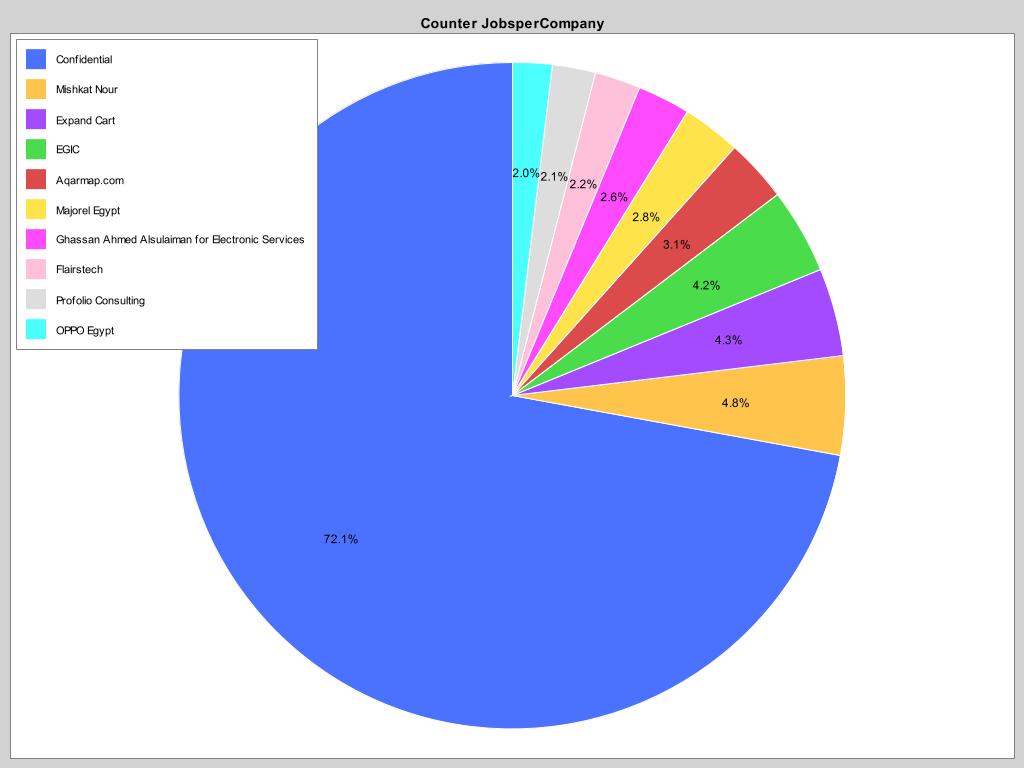 Counter JobsperCompany
Confidential
Mishkat Nour
Expand Cart
EGIC
Aqarmap.com
Majorel Egypt
Ghassan Ahmed Alsulaiman for Electronic Services
Flairstech
Profolio Consulting
OPPO Egypt
2.0%
2.1%
2.2%
2.6%
2.8%
3.1%
4.2%
4.3%
4.8%
72.1%